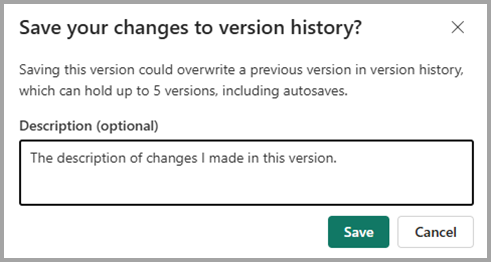 Save your changes to version history?
Saving this version could overwrite a previous version in version history,
which can hold up to 5 versions, including autosaves.
Description (optional)
The description of changes I made in this version.
Save Cancel